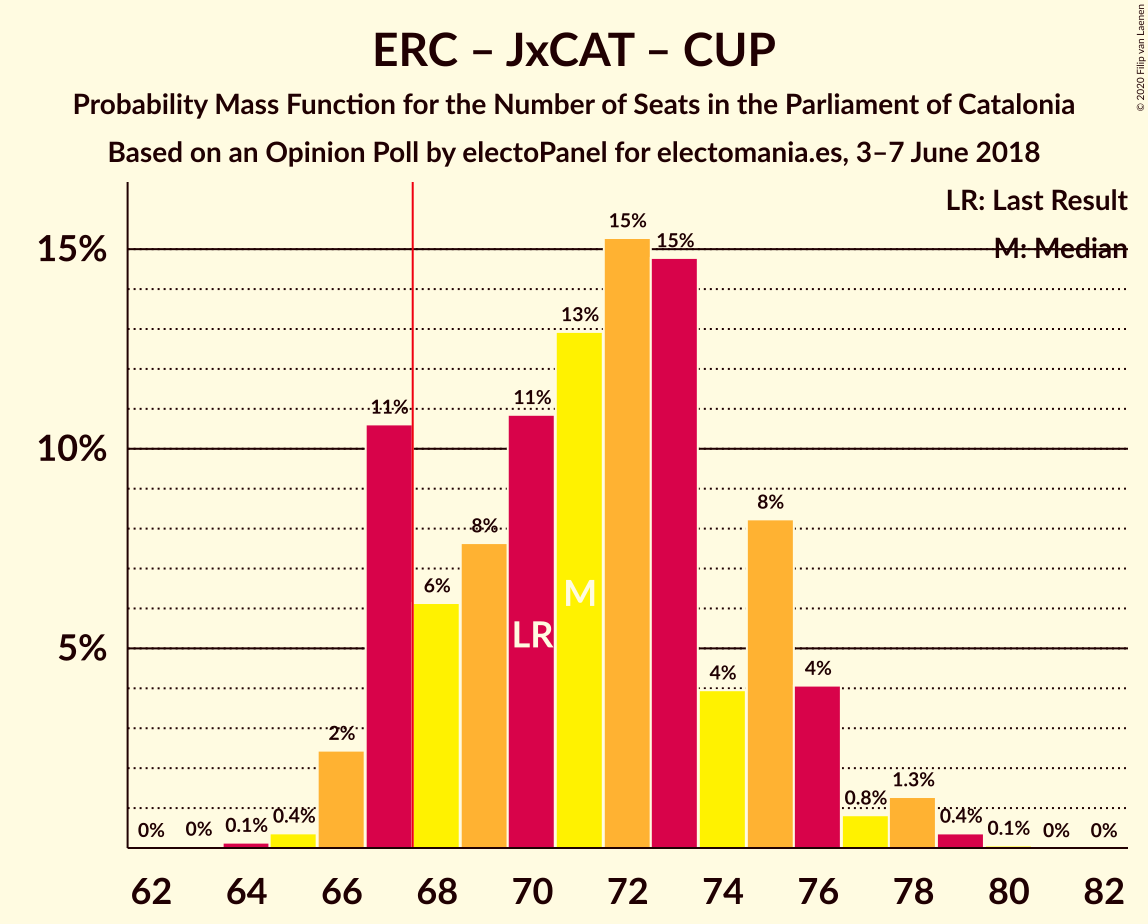 ERC – JxCAT – CUP
Probability Mass Function for the Number of Seats in the Parliament of Catalonia
Based on an Opinion Poll by electoPanel for electomania.es, 3–7 June 2018
© 2020 Filip van Laenen
LR: Last Result
M: Median
15%
10%
5%
0%
0%
0.1%
0.4%
2%
11%
6%
8%
11%
13%
15%
15%
4%
8%
4%
0.8%
1.3%
0.4%
0.1%
0%
0%
LR
M
62 64 66 68 70 72 74 76 78 80 82